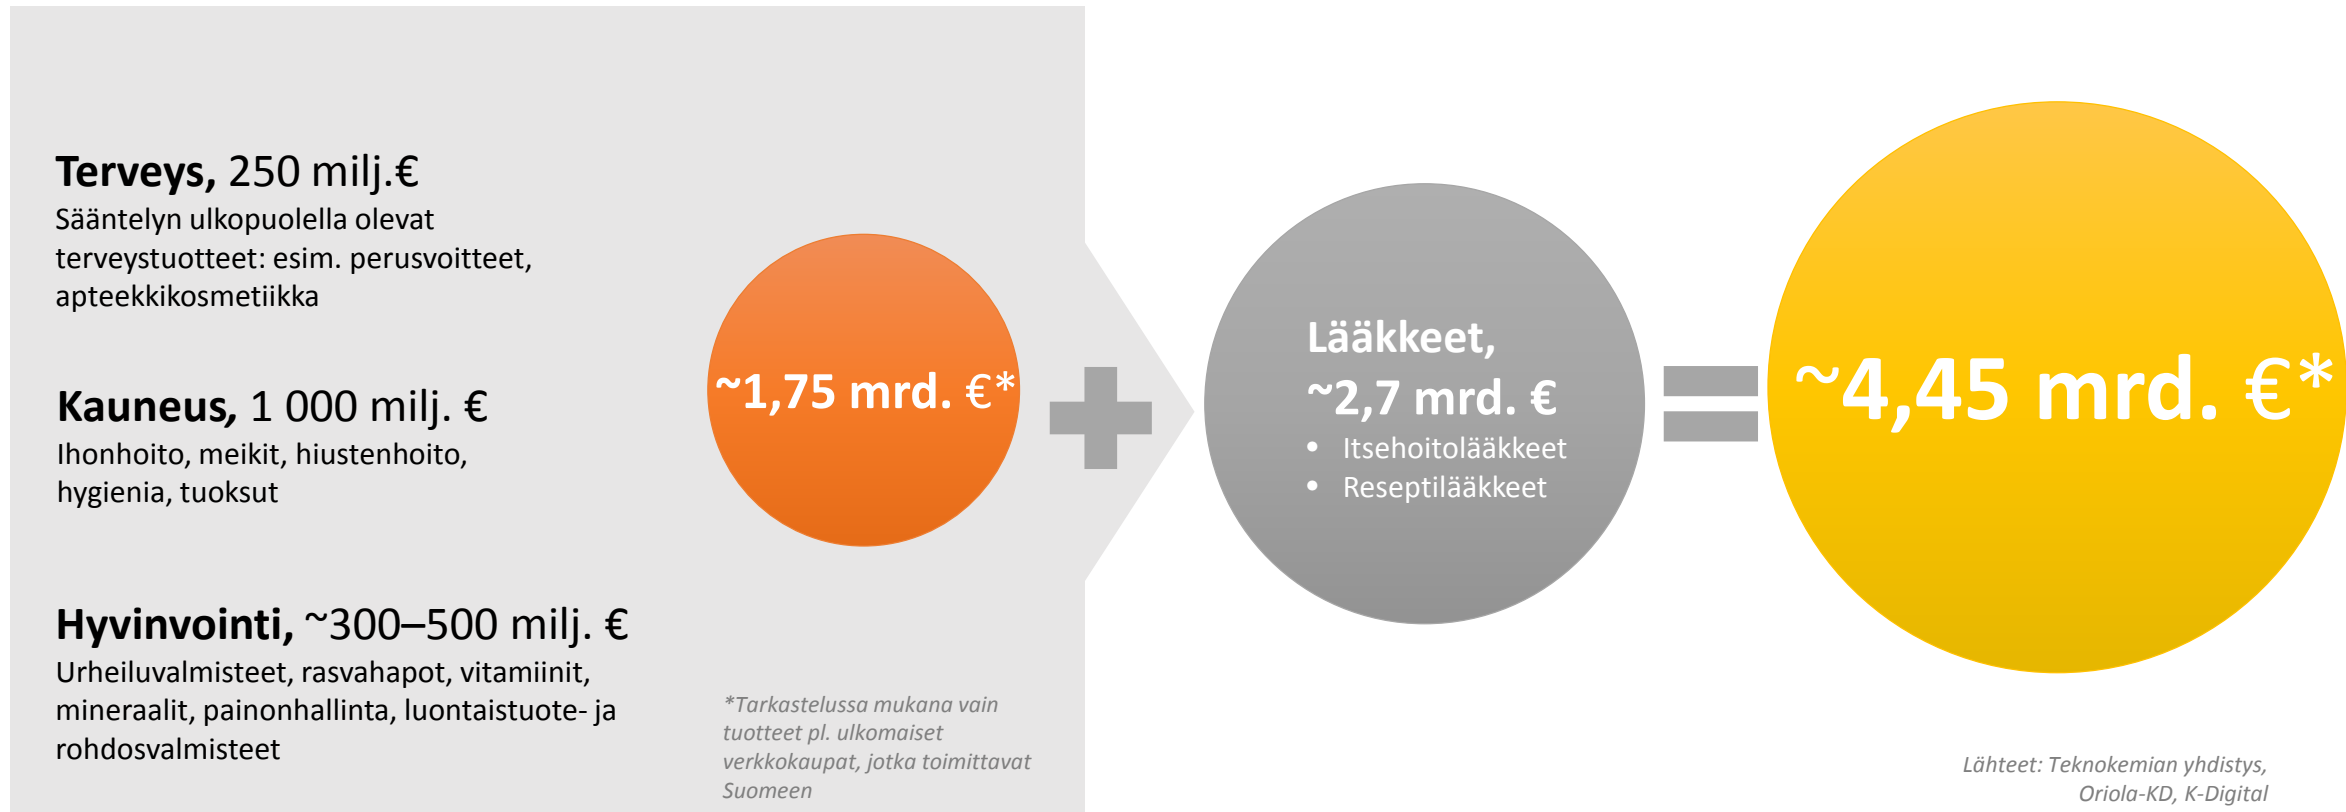 Terveys, 250 milj.€
Sääntelyn ulkopuolella olevat
terveystuotteet: esim. perusvoitteet,
apteekkikosmetiikka
Kauneus, 1 000 milj. €
Ihonhoito, meikit, hiustenhoito,
hygienia, tuoksut
Hyvinvointi, ~300–500 milj. €
Urheiluvalmisteet, rasvahapot, vitamiinit,
mineraalit, painonhallinta, luontaistuote- ja
rohdosvalmisteet
~1,75 mrd. €*
*Tarkastelussa mukana vain
tuotteet pl. ulkomaiset
verkkokaupat, jotka toimittavat
Suomeen
Lääkkeet,
~2,7 mrd. €
• Itsehoitolääkkeet
• Reseptilääkkeet
~4,45 mrd. €*
Lähteet: Teknokemian yhdistys,
Oriola-KD, K-Digital